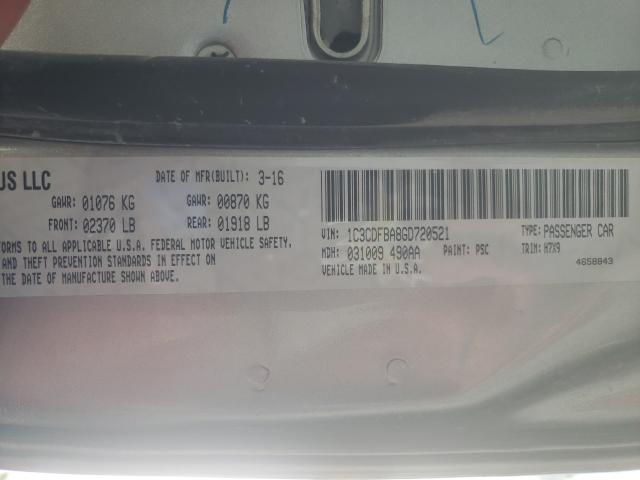 US LLC
DATE OF MFR(BUILT): 3-16
GAWR: 01076 KG GAWR: 00870 KG
FRONT: 02370 LB REAR: 01918 LB
FORMS TO ALL APPLICABLE U.S.A. FEDERAL MOTOR VEHICLE SAFETY,
AND THEFT PREVENTION STANDARDS IN EFFECT ON
THE DATE OF MANUFACTURE SHOWN ABOVE.
VIN: 1C3CDFBA8GD720521 TYPE: PASSENGER CAR
MDH: 031009 490AA PAINT: PSC TRIM: H7X9
VEHICLE MADE IN U.S.A. 4658843